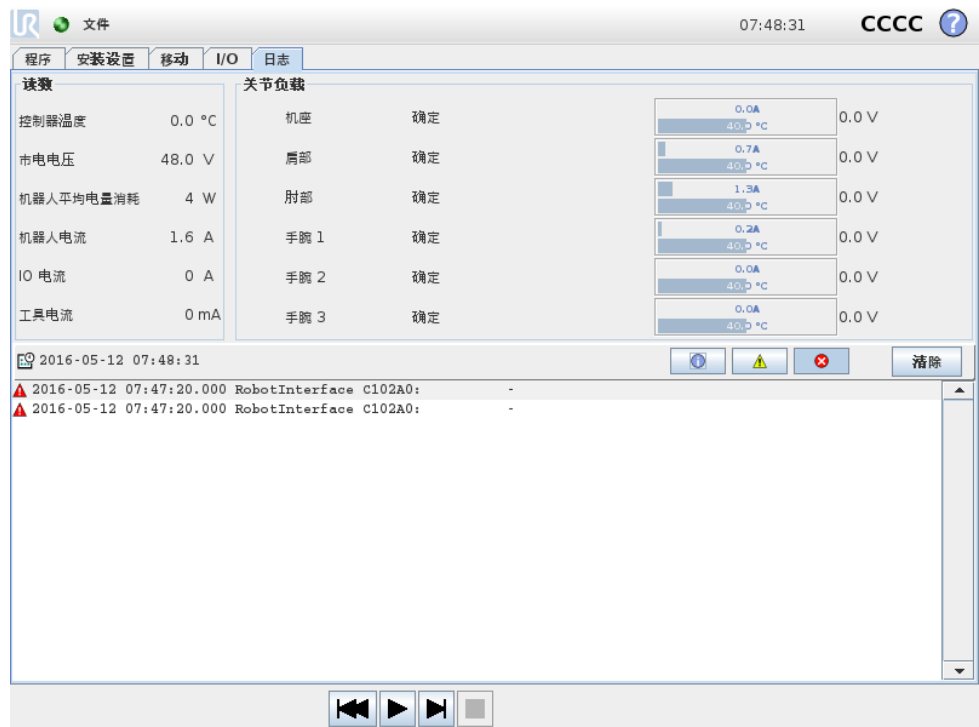 UR 文件 07:48:31 CCCC ?
程序 安装设置 移动 I/O 日志
读数 关节负载
控制器温度 0.0 °C 机座 确定 0.0A 40.0 °C 0.0 V
市电电压 48.0 V 肩部 确定 0.7A 40.0 °C 0.0 V
机器人平均电量消耗 4 W 肘部 确定 1.3A 40.0 °C 0.0 V
机器人电流 1.6 A 手腕 1 确定 0.2A 40.0 °C 0.0 V
IO 电流 0 A 手腕 2 确定 0.0A 40.0 °C 0.0 V
工具电流 0 mA 手腕 3 确定 0.0A 40.0 °C 0.0 V
2016-05-12 07:48:31 清除
2016-05-12 07:47:20.000 RobotInterface C102A0: -
2016-05-12 07:47:20.000 RobotInterface C102A0: -